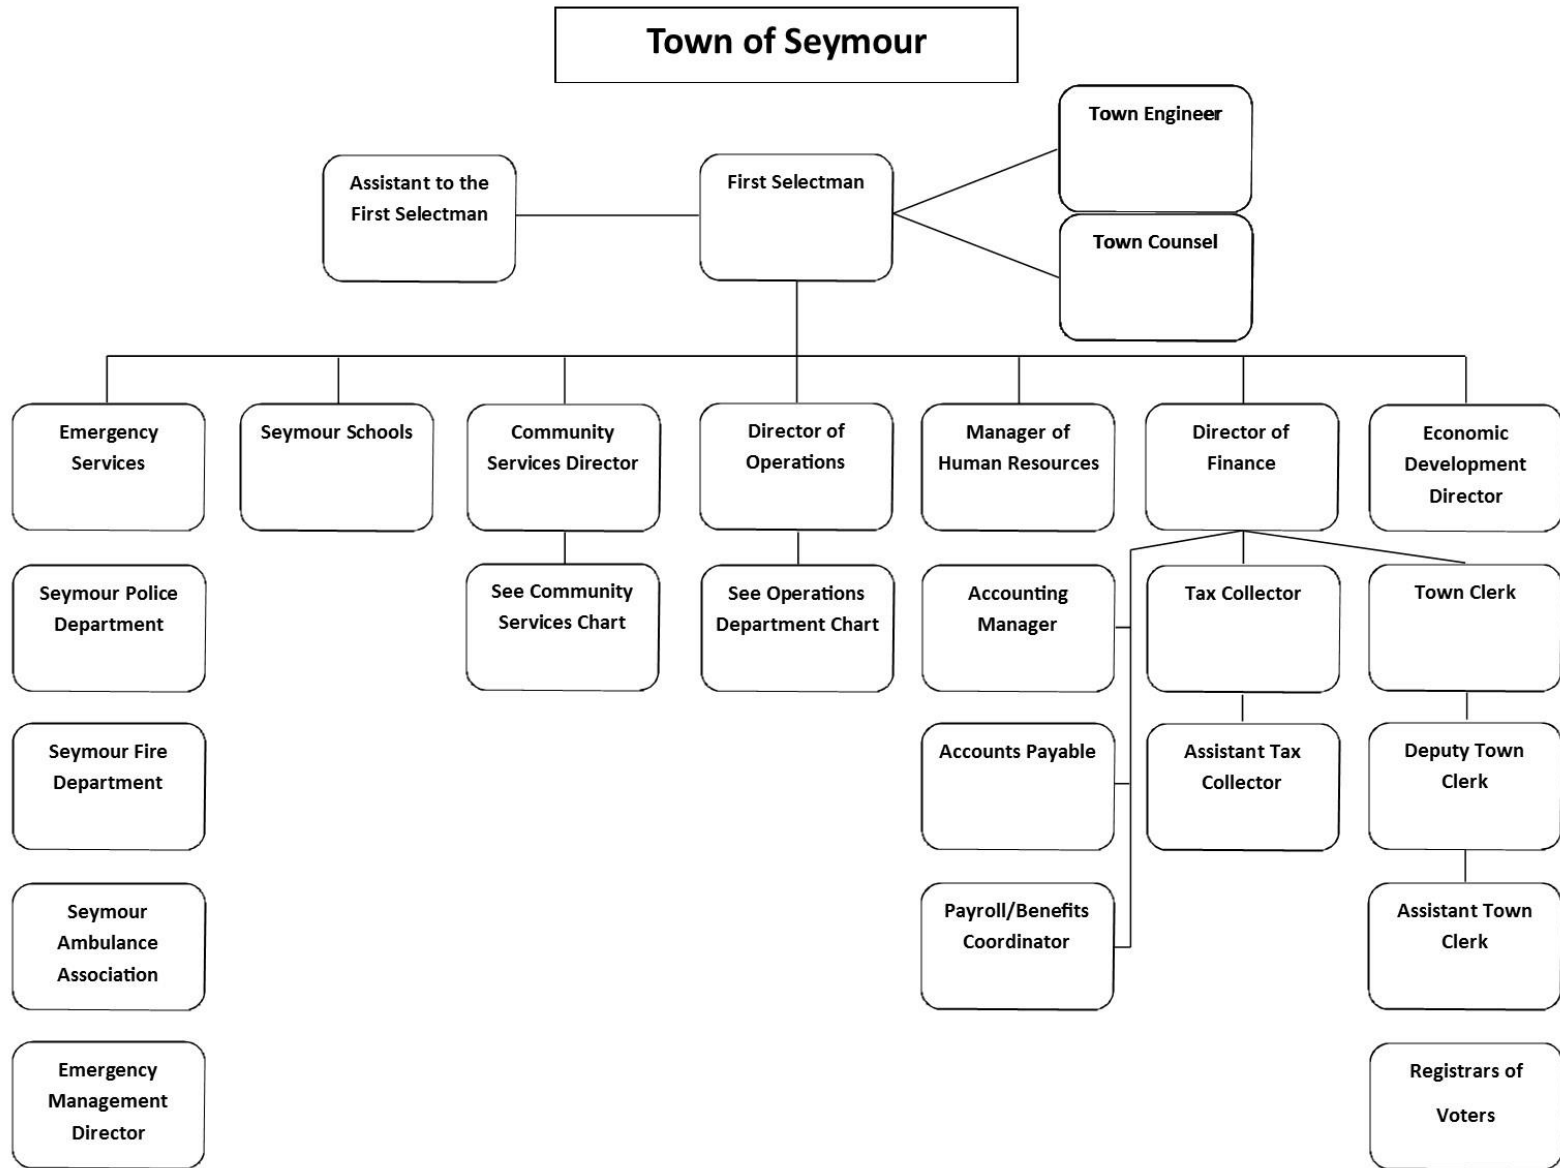 Town of Seymour
Town Engineer
Assistant to the
First Selectman
First Selectman
Town Counsel
Emergency
Services
Seymour Schools
Community
Services Director
Director of
Operations
Manager of
Human Resources
Director of
Finance
Economic
Development
Director
Seymour Police
Department
See Community
Services Chart
See Operations
Department Chart
Accounting
Manager
Tax Collector
Town Clerk
Seymour Fire
Department
Accounts Payable
Assistant Tax
Collector
Deputy Town
Clerk
Seymour
Ambulance
Association
Payroll/Benefits
Coordinator
Assistant Town
Clerk
Emergency
Management
Director
Registrars of
Voters